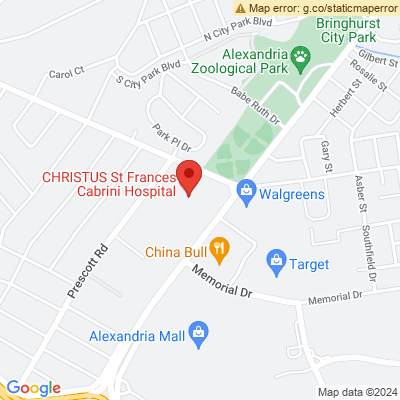 Map error: g.co/staticmaperror
Bringhurst
City Park
N City Park Blvd
Gilbert St
Alexandria
Zoological Park
Rosalie St
Carol Ct
S City Park Blvd
Babe Ruth Dr
Herbert St
Park Pl Dr
Gary St
CHRISTUS St Frances
Cabrini Hospital
Walgreens
Asber St
Southfield Dr
China Bull
Prescott Rd
Target
Memorial Dr
Memorial Dr
Alexandria Mall
Google
Map data ©2024